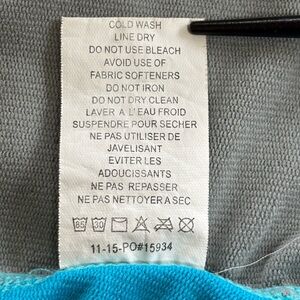 COLD WASH
LINE DRY
DO NOT USE BLEACH
AVOID USE OF
FABRIC SOFTENERS
DO NOT IRON
DO NOT DRY CLEAN
LAVER A L'EAU FROID
SUSPENDRE POUR SECHER
NE PAS UTILISER DE
JAVELISANT
EVITER LES
ADOUCISSANTS
NE PAS REPASSER
NE PAS NETTOYER A SEC
85 30
11-15-PO#15934